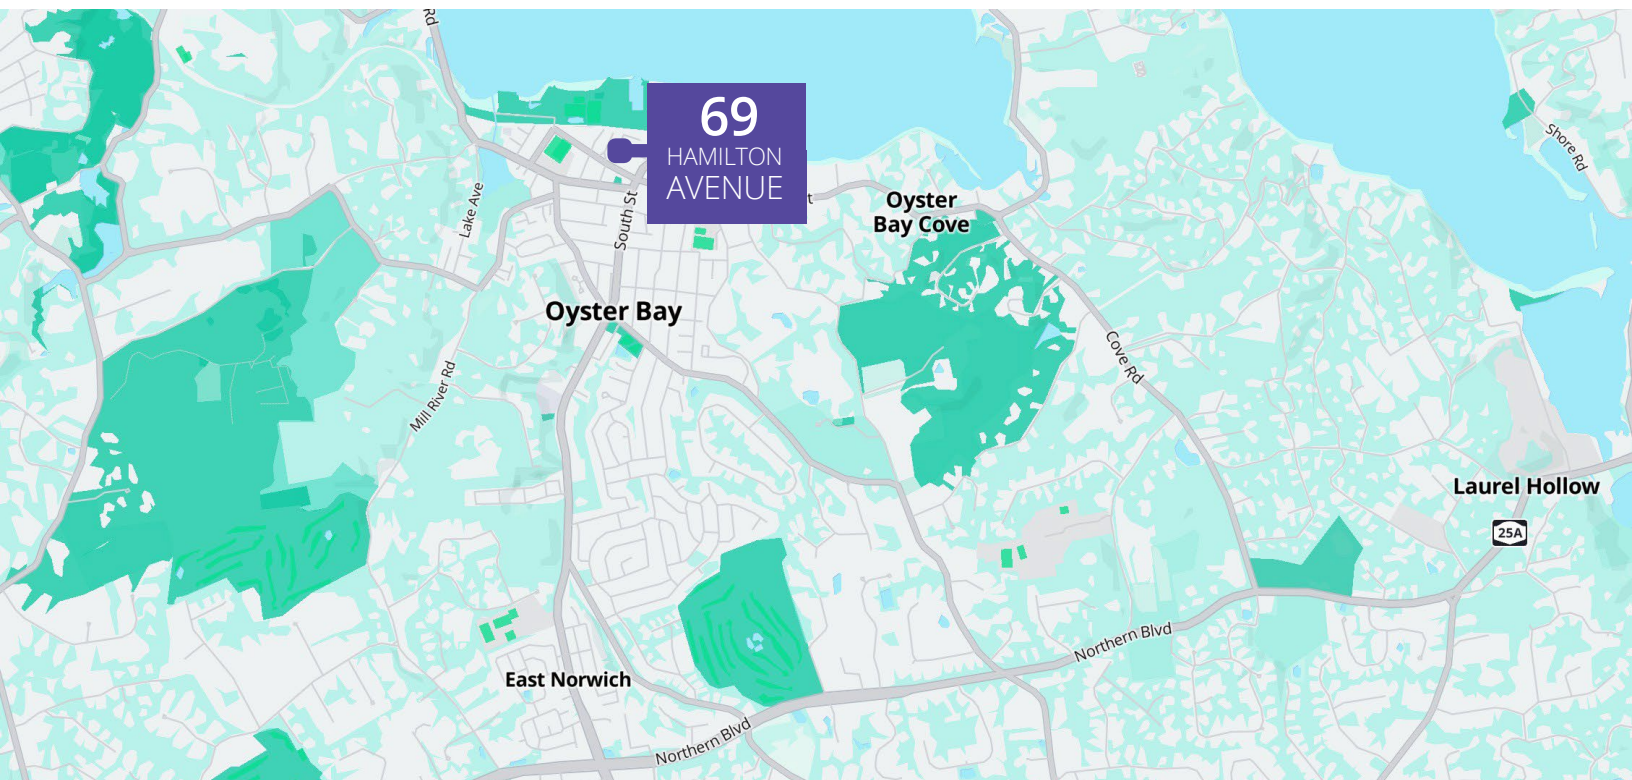 Rd
69
HAMILTON
AVENUE
Shore Rd
Lake Ave
South St
t
Oyster
Bay Cove
Oyster Bay
Cove Rd
Mill River Rd
Laurel Hollow
25A
Northern Blvd
East Norwich
Northern Blvd